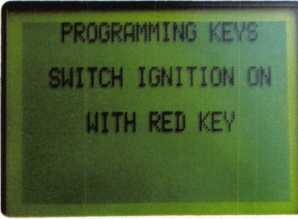 PROGRAMMING KEYS
SWITCH IGNITION ON
WITH RED KEY